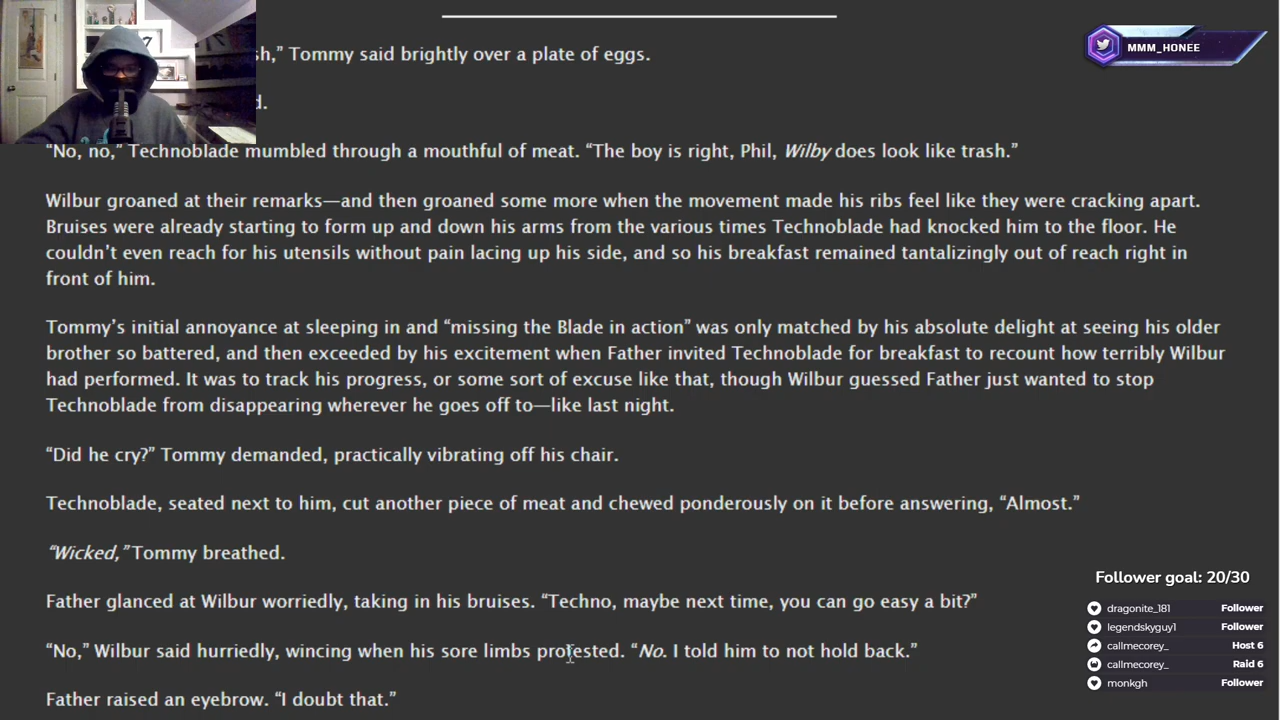 sh,” Tommy said brightly over a plate of eggs.
d.
“No, no,” Technoblade mumbled through a mouthful of meat. “The boy is right, Phil, Wilby does look like trash.”
Wilbur groaned at their remarks—and then groaned some more when the movement made his ribs feel like they were cracking apart.
Bruises were already starting to form up and down his arms from the various times Technoblade had knocked him to the floor. He
couldn’t even reach for his utensils without pain lacing up his side, and so his breakfast remained tantalizingly out of reach right in
front of him.
Tommy’s initial annoyance at sleeping in and “missing the Blade in action” was only matched by his absolute delight at seeing his older
brother so battered, and then exceeded by his excitement when Father invited Technoblade for breakfast to recount how terribly Wilbur
had performed. It was to track his progress, or some sort of excuse like that, though Wilbur guessed Father just wanted to stop
Technoblade from disappearing wherever he goes off to—like last night.
“Did he cry?” Tommy demanded, practically vibrating off his chair.
Technoblade, seated next to him, cut another piece of meat and chewed ponderously on it before answering, “Almost.”
“Wicked,” Tommy breathed.
Father glanced at Wilbur worriedly, taking in his bruises. “Techno, maybe next time, you can go easy a bit?”
“No,” Wilbur said hurriedly, wincing when his sore limbs protested. “No. I told him to not hold back.”
Father raised an eyebrow. “I doubt that.”
MMM_HONEE
Follower goal: 20/30
dragonite_181 Follower
legendskyguy1 Follower
callmecorey_ Host 6
callmecorey_ Raid 6
monkgh Follower